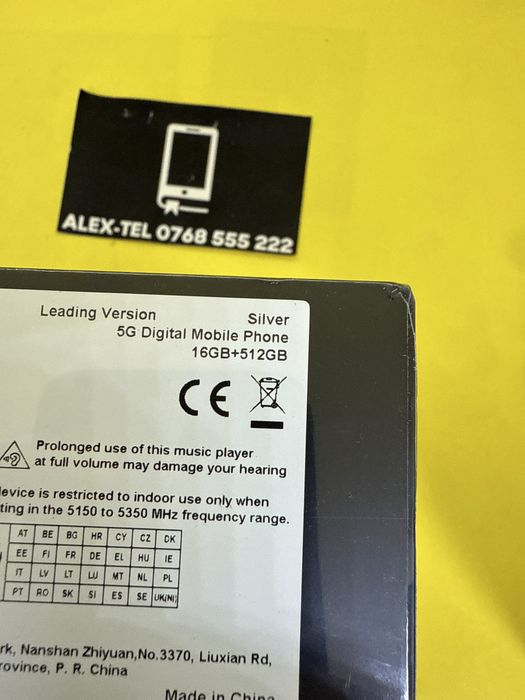 ALEX-TEL 0768 555 222
Leading Version Silver
5G Digital Mobile Phone
16GB+512GB
CE
Prolonged use of this music player
at full volume may damage your hearing
device is restricted to indoor use only when
ting in the 5150 to 5350 MHz frequency range.
AT BE BG HR CY CZ DK
EE FI FR DE EL HU IE
IT LV LT LU MT NL PL
PT RO SK SI ES SE UK(NI)
rk, Nanshan Zhiyuan,No.3370, Liuxian Rd,
rovince, P. R. China
Made in China